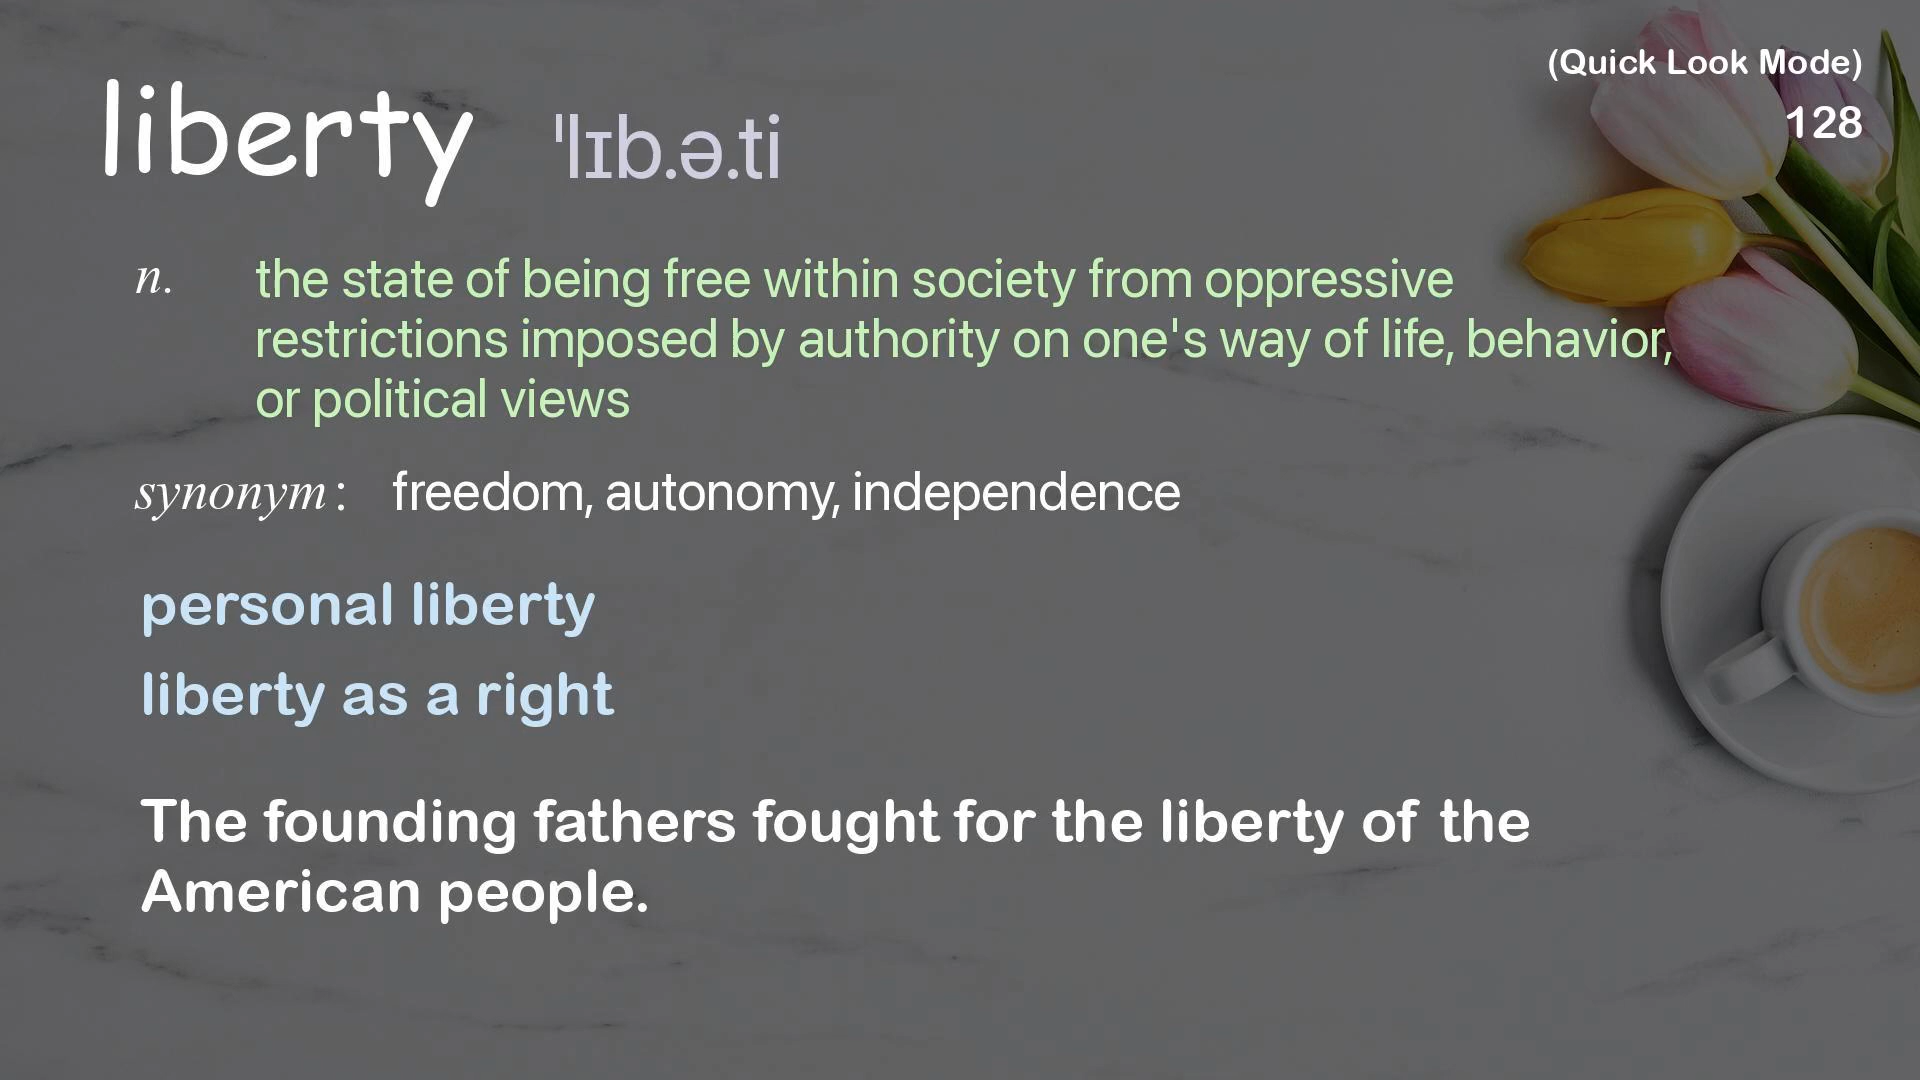 (Quick Look Mode)
128
liberty ˈlɪb.ə.ti
n. the state of being free within society from oppressive
restrictions imposed by authority on one's way of life, behavior,
or political views
synonym: freedom, autonomy, independence
personal liberty
liberty as a right
The founding fathers fought for the liberty of the
American people.